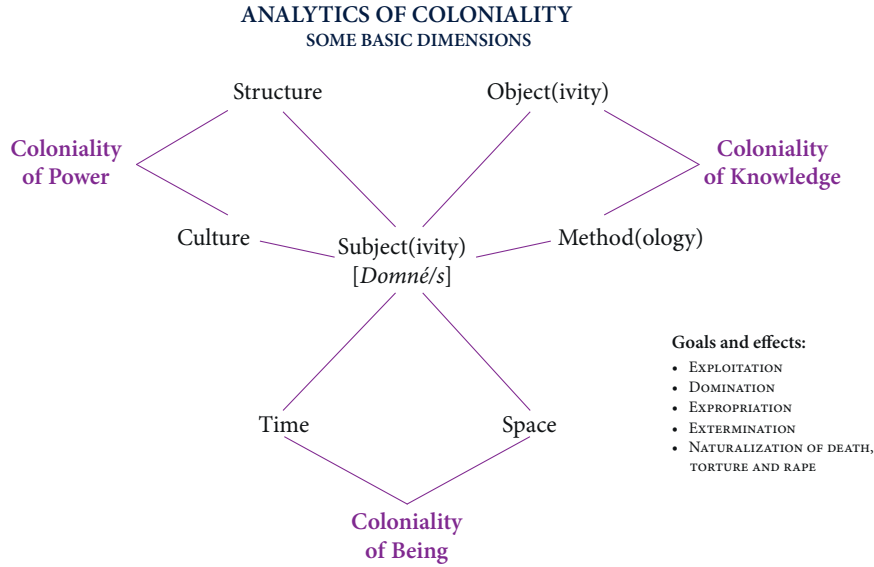 ANALYTICS OF COLONIALITY
SOME BASIC DIMENSIONS
Structure
Object(ivity)
Coloniality
of Power
Coloniality
of Knowledge
Culture
Subject(ivity)
[Domné/s]
Method(ology)
Goals and effects:
• Exploitation
• Domination
• Expropriation
• Extermination
• Naturalization of death,
torture and rape
Time
Space
Coloniality
of Being